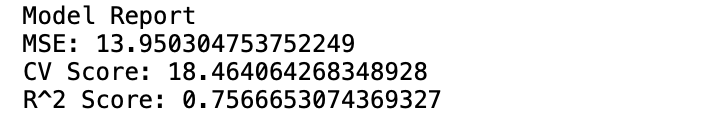 Model Report
MSE: 13.950304753752249
CV Score: 18.464064268348928
R^2 Score: 0.7566653074369327